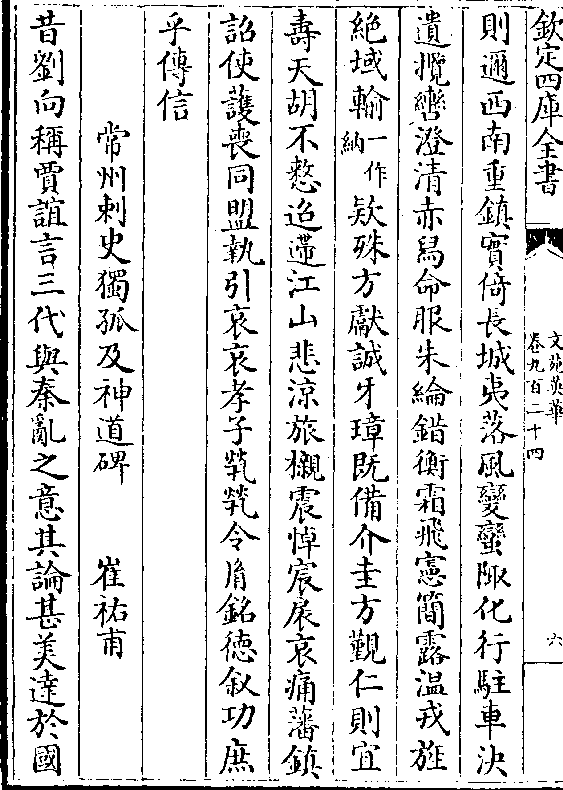 欽定四庫全書
文苑英華
卷九百二十四
六
則邇西南重鎮實倚長城夷落風變蠻陬化行駐車決
遺攬轡澄清赤舄命服朱綸錯衡霜飛憲簡露温戎旌
絶域輸一作納欵殊方獻誠牙璋既備介圭方覲仁則宜
壽天胡不憗迢遰江山悲涼旅櫬震悼宸扆哀痛藩鎮
詔使䕶喪同盟執引哀哀孝子煢煢令𦙍銘德叙功庶
乎傳信
常州刺史獨孤及神道碑
崔祐甫
昔劉向稱賈誼言三代與秦亂之意其論甚美達於國